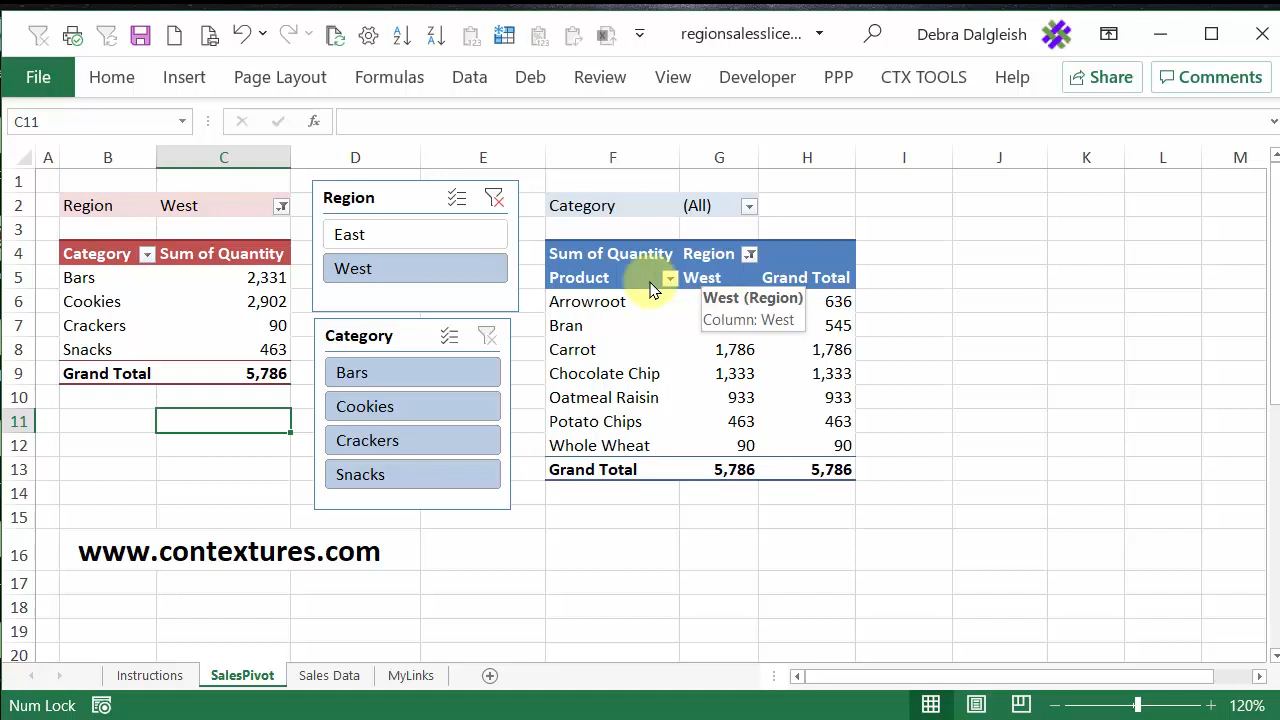 regionsalesslice...
Debra Dalgleish
File Home Insert Page Layout Formulas Data Deb Review View Developer PPP CTX TOOLS Help Share Comments
C11 fx
A B C D E F G H I J K L M
1
2 Region West Category (All)
3
4 Category Sum of Quantity Sum of Quantity Region
5 Bars 2,331 Product West Grand Total
6 Cookies 2,902 Arrowroot 636
7 Crackers 90 Bran 545
8 Snacks 463 Carrot 1,786 1,786
9 Grand Total 5,786 Chocolate Chip 1,333 1,333
10 Oatmeal Raisin 933 933
11 Potato Chips 463 463
12 Whole Wheat 90 90
13 Grand Total 5,786 5,786
14
15
16 www.contextures.com
17
18
19
20
Region
East
West
Category
Bars
Cookies
Crackers
Snacks
West (Region)
Column: West
Instructions SalesPivot Sales Data MyLinks
Num Lock 120%